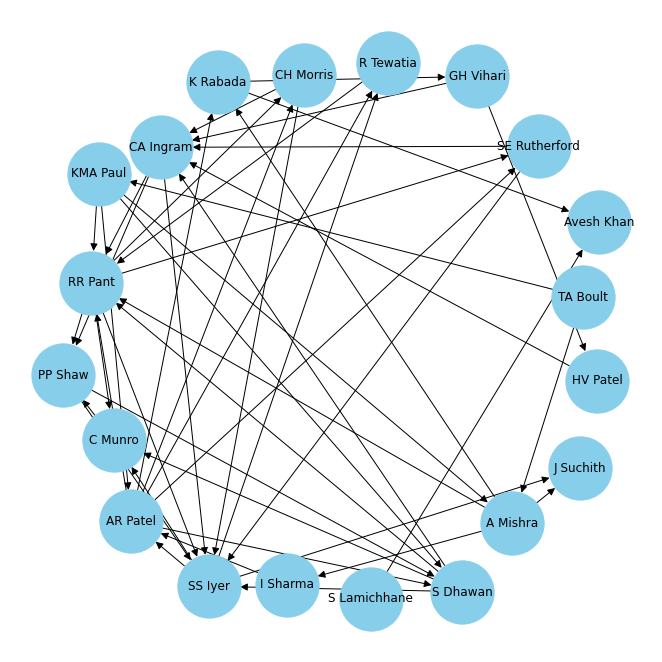 R Tewatia
CH Morris
GH Vihari
K Rabada
CA Ingram
SE Rutherford
KMA Paul
Avesh Khan
RR Pant
TA Boult
PP Shaw
HV Patel
C Munro
J Suchith
AR Patel
A Mishra
SS Iyer
I Sharma
S Lamichhane
S Dhawan